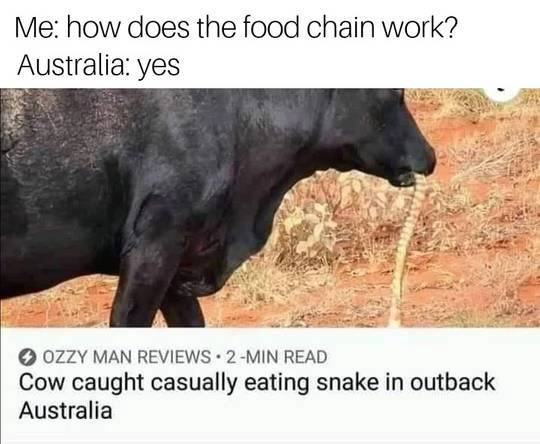 Me: how does the food chain work?
Australia: yes
OZZY MAN REVIEWS • 2-MIN READ
Cow caught casually eating snake in outback
Australia